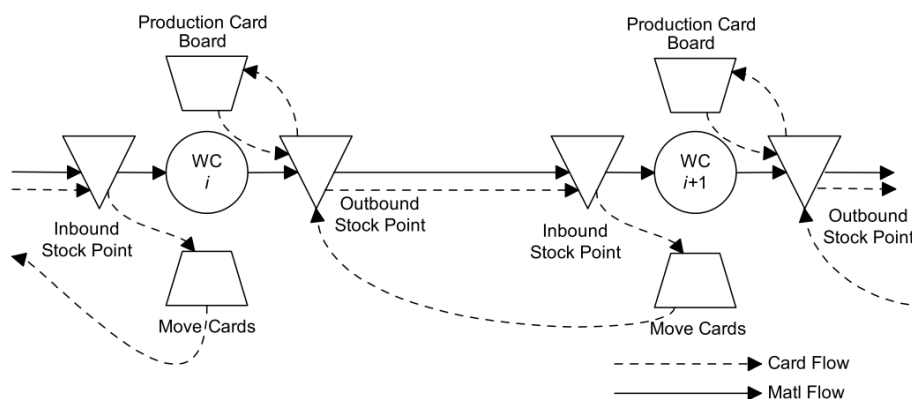 Production Card
Board
Production Card
Board
WC
i
WC
i+1
Inbound
Stock Point
Outbound
Stock Point
Inbound
Stock Point
Outbound
Stock Point
Move Cards
Move Cards
Card Flow
Matl Flow